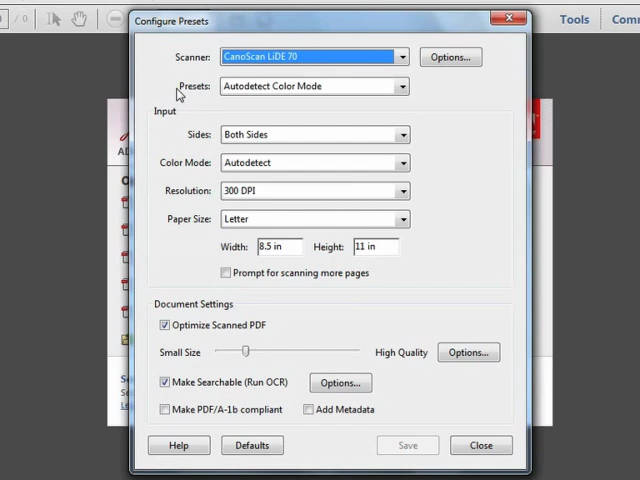 / 0
Tools
Comm
Configure Presets
Scanner: CanoScan LiDE 70 Options...
Presets: Autodetect Color Mode
Input
Sides: Both Sides
Color Mode: Autodetect
Resolution: 300 DPI
Paper Size: Letter
Width: 8.5 in Height: 11 in
Prompt for scanning more pages
Document Settings
Optimize Scanned PDF
Small Size High Quality Options...
Make Searchable (Run OCR) Options...
Make PDF/A-1b compliant Add Metadata
Help Defaults Save Close